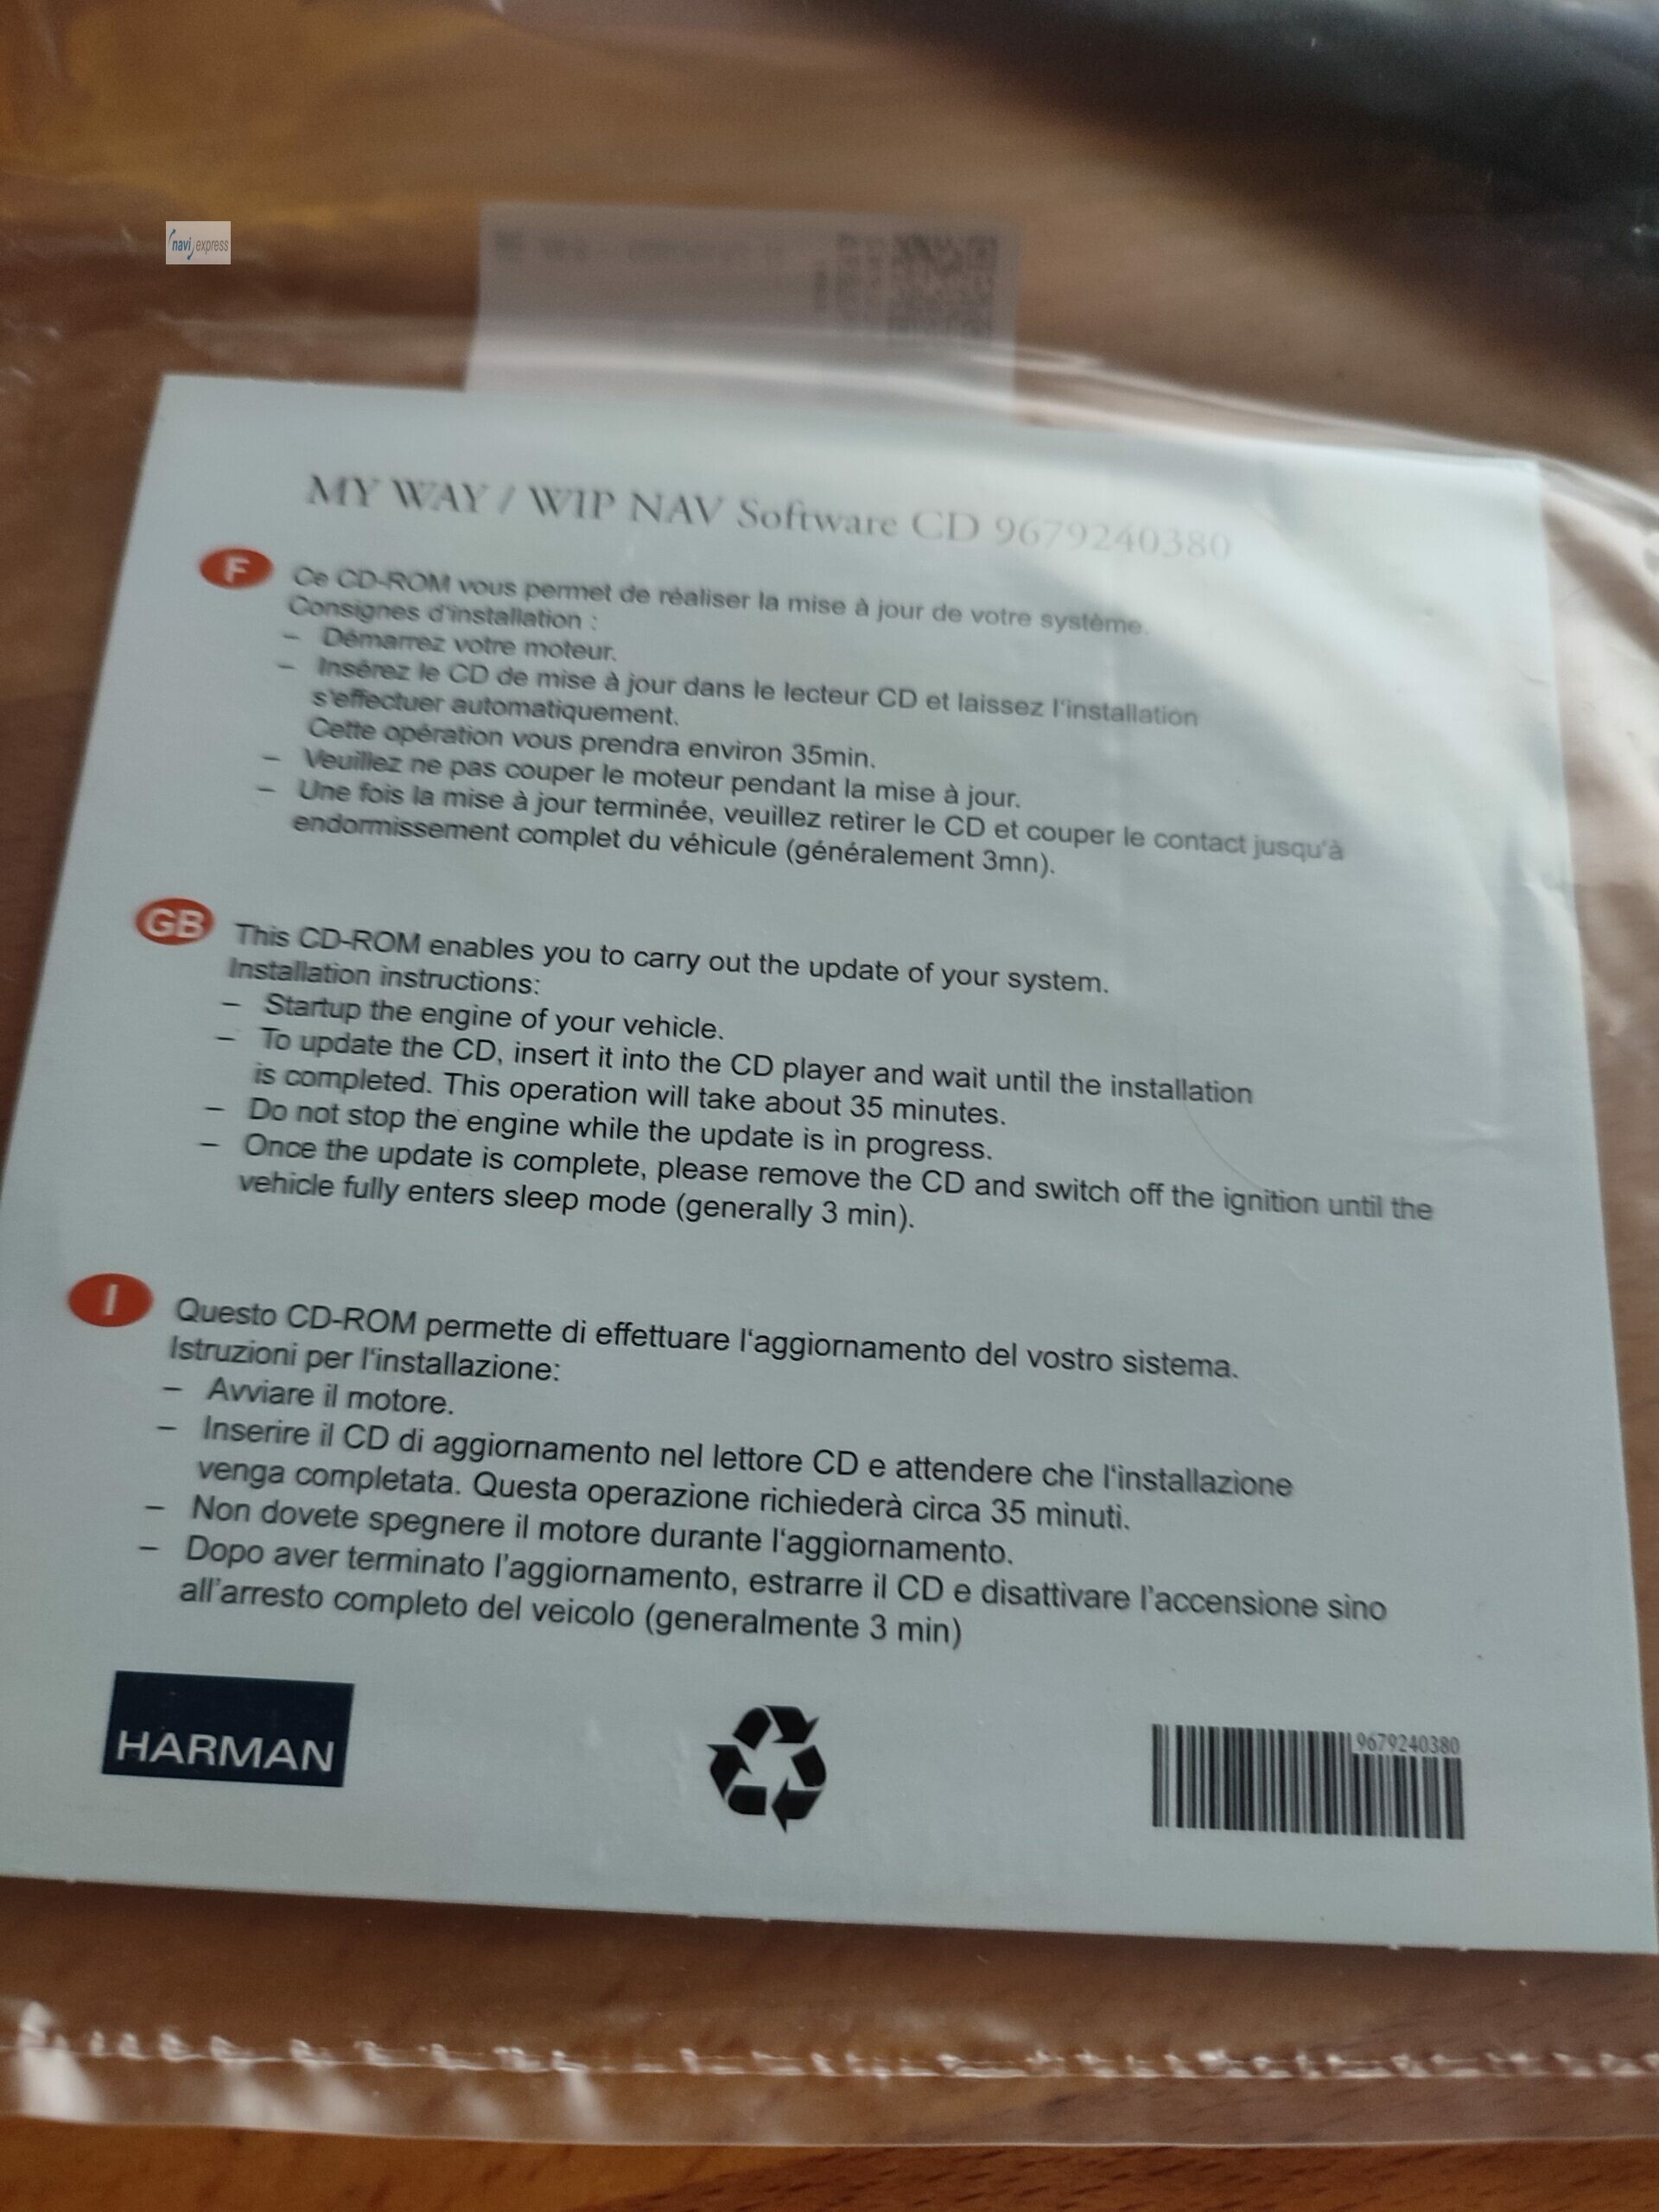 navi express
MY WAY / WIP NAV Software CD 9679240380
F
Ce CD-ROM vous permet de réaliser la mise à jour de votre système.
Consignes d'installation :
– Démarrez votre moteur.
– Insérez le CD de mise à jour dans le lecteur CD et laissez l'installation
s'effectuer automatiquement.
Cette opération vous prendra environ 35min.
– Veuillez ne pas couper le moteur pendant la mise à jour.
– Une fois la mise à jour terminée, veuillez retirer le CD et couper le contact jusqu'à
endormissement complet du véhicule (généralement 3mn).
GB
This CD-ROM enables you to carry out the update of your system.
Installation instructions:
– Startup the engine of your vehicle.
– To update the CD, insert it into the CD player and wait until the installation
is completed. This operation will take about 35 minutes.
– Do not stop the engine while the update is in progress.
– Once the update is complete, please remove the CD and switch off the ignition until the
vehicle fully enters sleep mode (generally 3 min).
I
Questo CD-ROM permette di effettuare l'aggiornamento del vostro sistema.
Istruzioni per l'installazione:
– Avviare il motore.
– Inserire il CD di aggiornamento nel lettore CD e attendere che l'installazione
venga completata. Questa operazione richiederà circa 35 minuti.
– Non dovete spegnere il motore durante l'aggiornamento.
– Dopo aver terminato l'aggiornamento, estrarre il CD e disattivare l'accensione sino
all'arresto completo del veicolo (generalmente 3 min)
HARMAN
9679240380